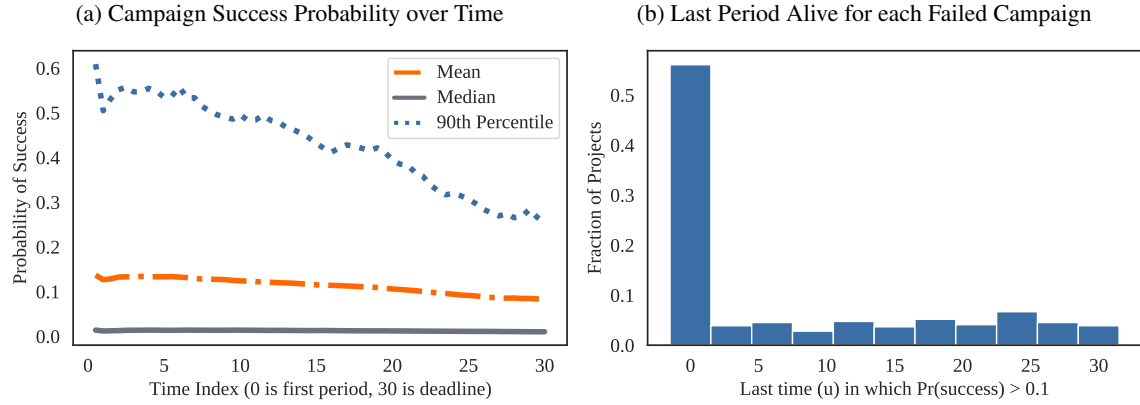 (a) Campaign Success Probability over Time
Probability of Success
0.6
0.5
0.4
0.3
0.2
0.1
0.0
Mean
Median
90th Percentile
0 5 10 15 20 25 30
Time Index (0 is first period, 30 is deadline)
(b) Last Period Alive for each Failed Campaign
Fraction of Projects
0.5
0.4
0.3
0.2
0.1
0.0
0 5 10 15 20 25 30
Last time (u) in which Pr(success) > 0.1